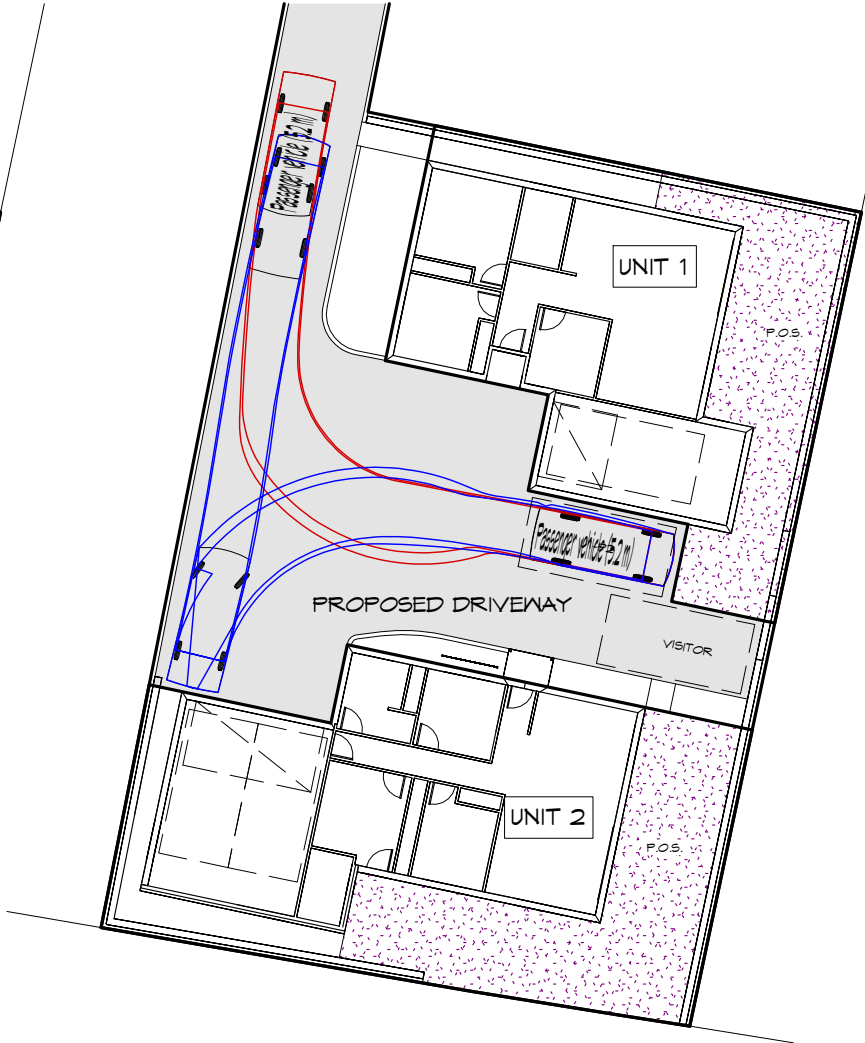 Passenger vehicle (5.2 m)
UNIT 1
P.O.S.
Passenger vehicle (5.2 m)
PROPOSED DRIVEWAY
VISITOR
UNIT 2
P.O.S.